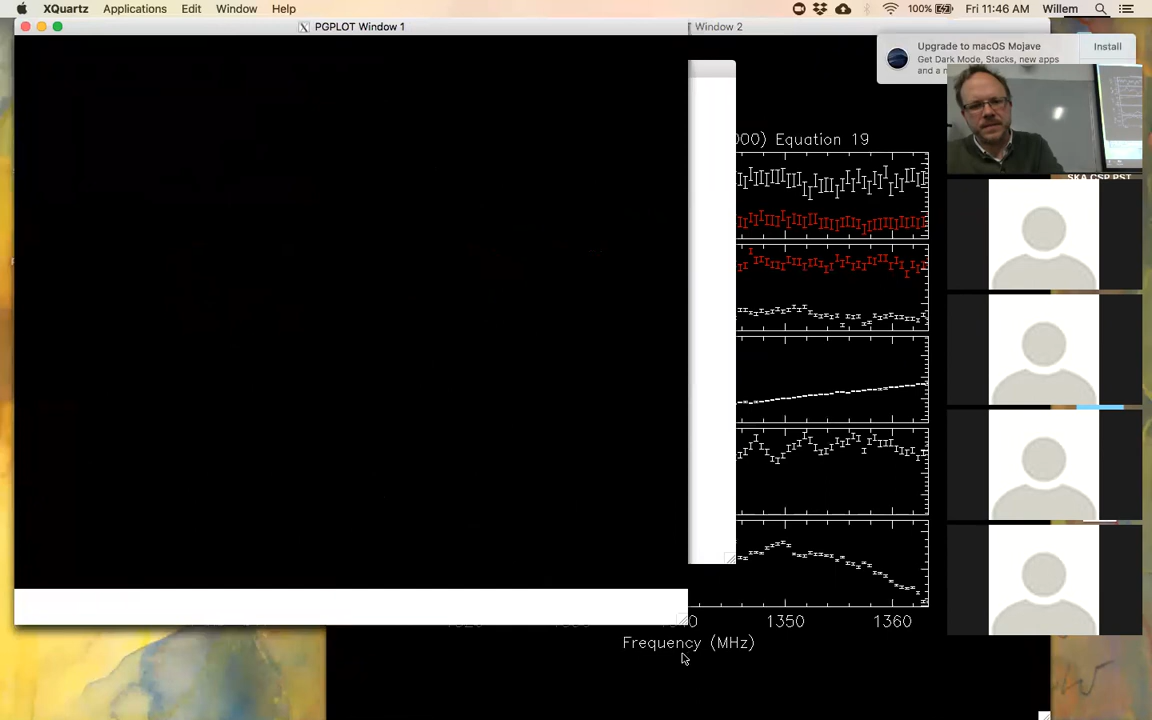 XQuartz Applications Edit Window Help
100% Fri 11:46 AM Willem
PGPLOT Window 1
Window 2
Upgrade to macOS Mojave
Get Dark Mode, Stacks, new apps
and a
Install
000) Equation 19
SKA CSP PST
1350 1360
Frequency (MHz)